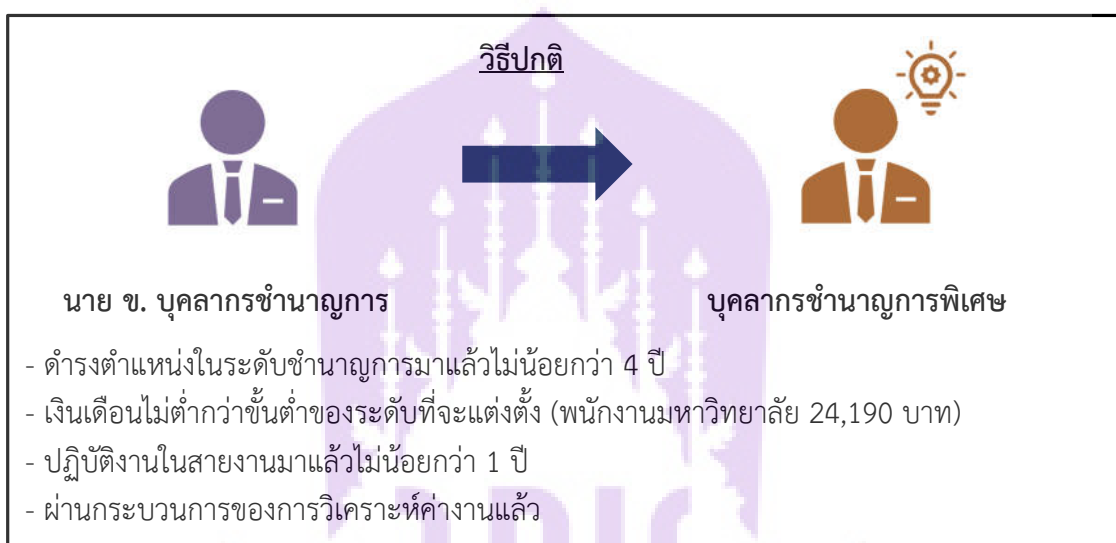 วิธีปกติ
นาย ข. บุคลากรชำนาญการ
บุคลากรชำนาญการพิเศษ
- ดำรงตำแหน่งในระดับชำนาญการมาแล้วไม่น้อยกว่า 4 ปี
- เงินเดือนไม่ต่ำกว่าขั้นต่ำของระดับที่จะแต่งตั้ง (พนักงานมหาวิทยาลัย 24,190 บาท)
- ปฏิบัติงานในสายงานมาแล้วไม่น้อยกว่า 1 ปี
- ผ่านกระบวนการของการวิเคราะห์ค่างานแล้ว